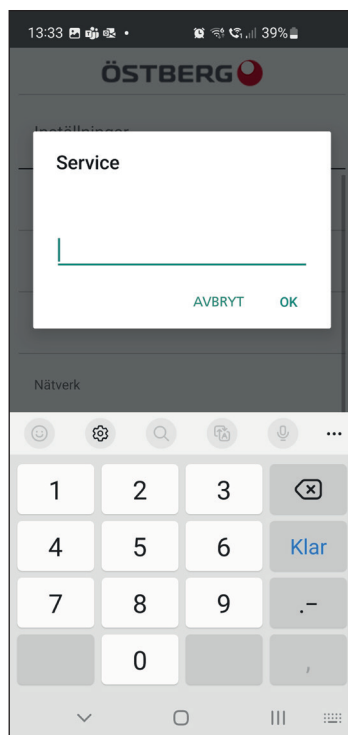 13:33 39%
ÖSTBERG
Inställningar
Service
AVBRYT OK
Nätverk
1 2 3
4 5 6 Klar
7 8 9 .-
0 ,